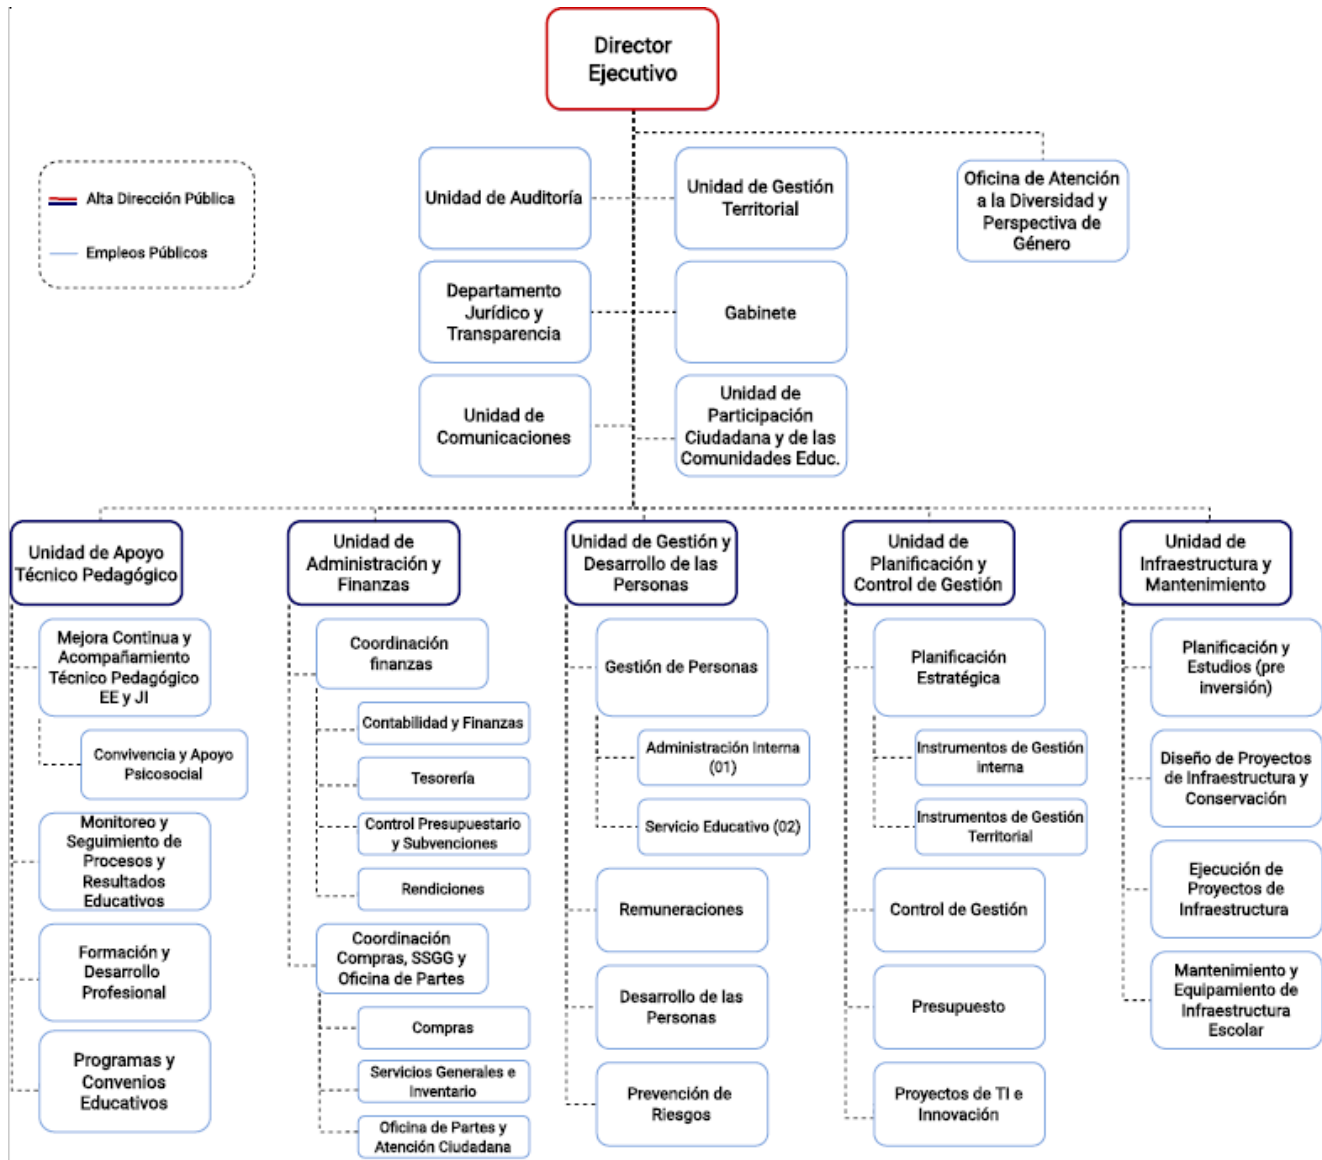 Director
Ejecutivo
Alta Dirección Pública
Empleos Públicos
Unidad de Auditoría
Unidad de Gestión
Territorial
Oficina de Atención
a la Diversidad y
Perspectiva de
Género
Departamento
Jurídico y
Transparencia
Gabinete
Unidad de
Comunicaciones
Unidad de
Participación
Ciudadana y de las
Comunidades Educ.
Unidad de Apoyo
Técnico Pedagógico
Mejora Continua y
Acompañamiento
Técnico Pedagógico
EE y JI
Convivencia y Apoyo
Psicosocial
Monitoreo y
Seguimiento de
Procesos y
Resultados
Educativos
Formación y
Desarrollo
Profesional
Programas y
Convenios
Educativos
Unidad de
Administración y
Finanzas
Coordinación
finanzas
Contabilidad y Finanzas
Tesorería
Control Presupuestario
y Subvenciones
Rendiciones
Coordinación
Compras, SSGG y
Oficina de Partes
Compras
Servicios Generales e
Inventario
Oficina de Partes y
Atención Ciudadana
Unidad de Gestión y
Desarrollo de las
Personas
Gestión de Personas
Administración Interna
(01)
Servicio Educativo (02)
Remuneraciones
Desarrollo de las
Personas
Prevención de
Riesgos
Unidad de
Planificación y
Control de Gestión
Planificación
Estratégica
Instrumentos de Gestión
interna
Instrumentos de Gestión
Territorial
Control de Gestión
Presupuesto
Proyectos de TI e
Innovación
Unidad de
Infraestructura y
Mantenimiento
Planificación y
Estudios (pre
inversión)
Diseño de Proyectos
de Infraestructura y
Conservación
Ejecución de
Proyectos de
Infraestructura
Mantenimiento y
Equipamiento de
Infraestructura
Escolar